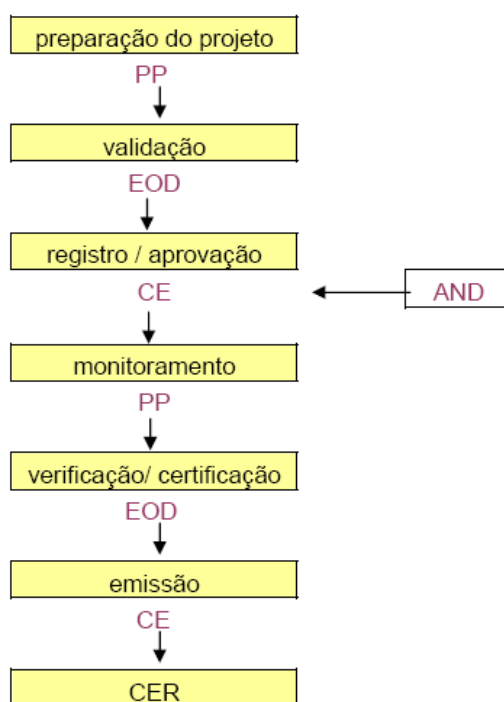 preparação do projeto
PP
validação
EOD
registro / aprovação
CE
AND
monitoramento
PP
verificação/ certificação
EOD
emissão
CE
CER